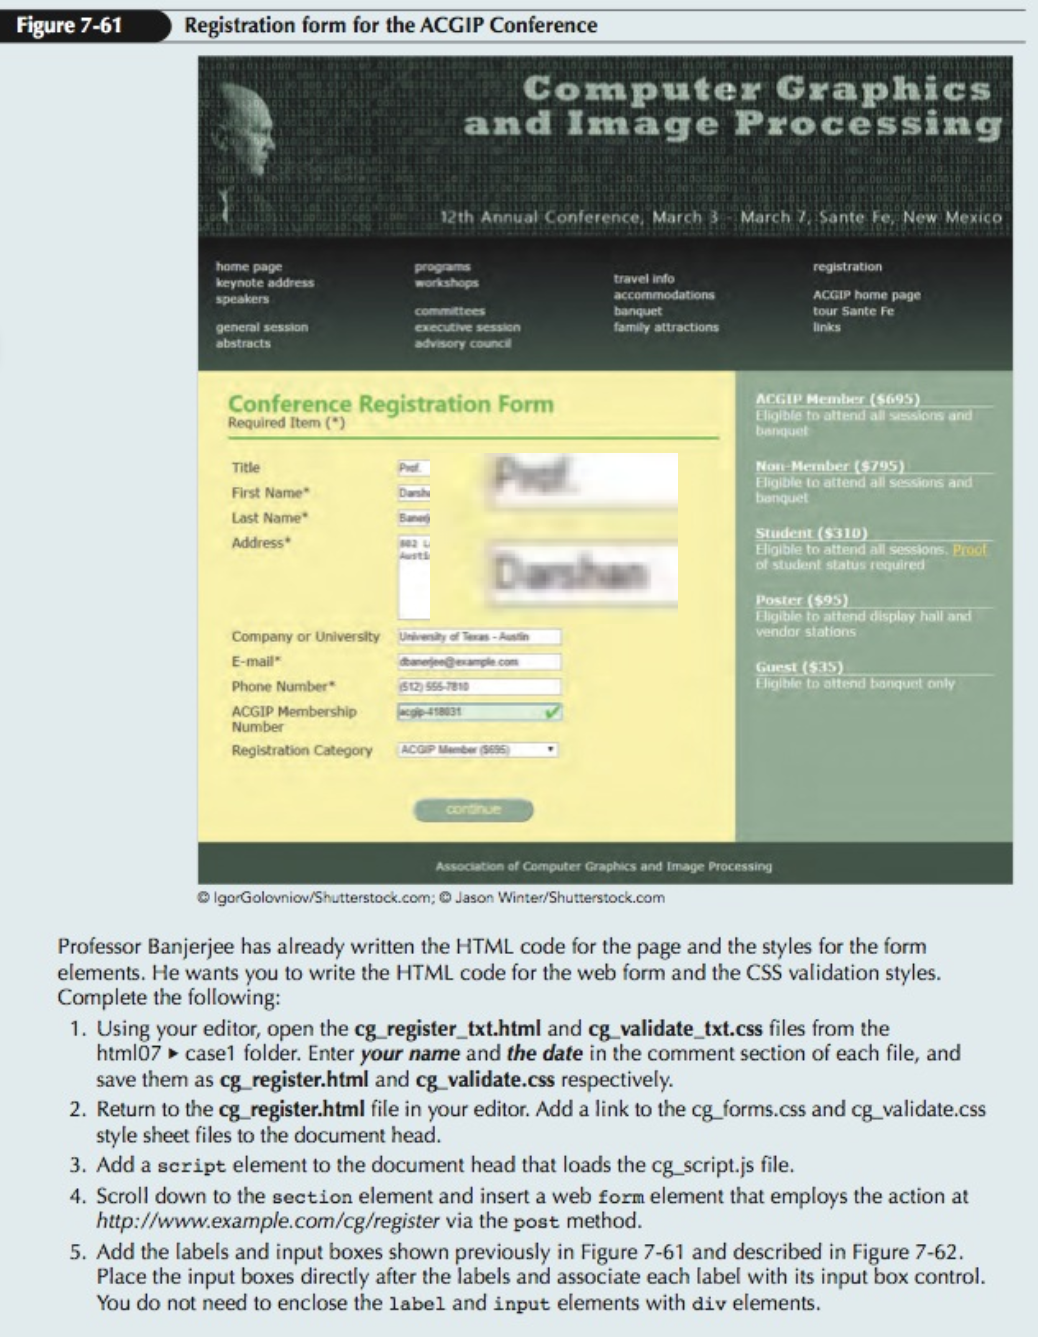 Figure 7-61 Registration form for the ACGIP Conference
Computer Graphics
and Image Processing
12th Annual Conference, March 3 - March 7, Sante Fe, New Mexico
home page
keynote address
speakers
general session
abstracts
programs
workshops
committees
executive session
advisory council
travel info
accommodations
banquet
family attractions
registration
ACGIP home page
tour Sante Fe
links
Conference Registration Form
Required Item (*)
Title Prof.
First Name* Darsh
Last Name* Banerj
Address* 802 L
Austi
Prof.
Darshan
Company or University University of Texas - Austin
E-mail* dbanerjee@example.com
Phone Number* (512) 555-7810
ACGIP Membership acgip-418031
Number
Registration Category ACGIP Member ($695)
continue
ACGIP Member ($695)
Eligible to attend all sessions and
banquet
Non-Member ($795)
Eligible to attend all sessions and
banquet
Student ($310)
Eligible to attend all sessions. Proof
of student status required
Poster ($95)
Eligible to attend display hall and
vendor stations
Guest ($35)
Eligible to attend banquet only
Association of Computer Graphics and Image Processing
© IgorGolovniov/Shutterstock.com; © Jason Winter/Shutterstock.com
Professor Banjerjee has already written the HTML code for the page and the styles for the form
elements. He wants you to write the HTML code for the web form and the CSS validation styles.
Complete the following:
1. Using your editor, open the cg_register_txt.html and cg_validate_txt.css files from the
html07 ▸ case1 folder. Enter your name and the date in the comment section of each file, and
save them as cg_register.html and cg_validate.css respectively.
2. Return to the cg_register.html file in your editor. Add a link to the cg_forms.css and cg_validate.css
style sheet files to the document head.
3. Add a script element to the document head that loads the cg_script.js file.
4. Scroll down to the section element and insert a web form element that employs the action at
http://www.example.com/cg/register via the post method.
5. Add the labels and input boxes shown previously in Figure 7-61 and described in Figure 7-62.
Place the input boxes directly after the labels and associate each label with its input box control.
You do not need to enclose the label and input elements with div elements.